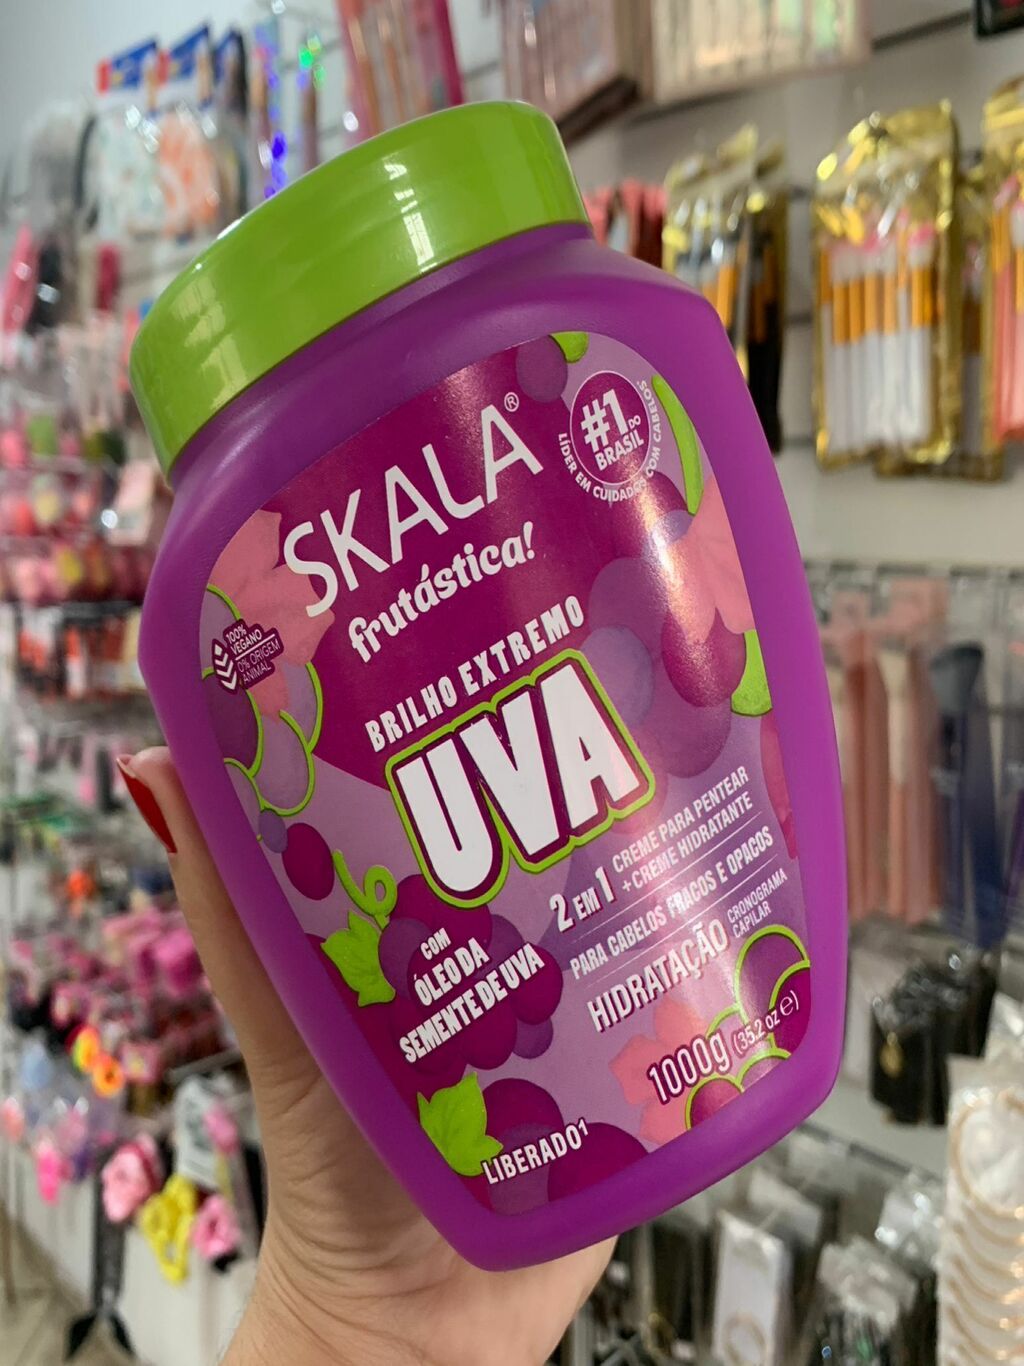 SKALA®
frutástica!
#1
DO
BRASIL
LÍDER EM CUIDADOS COM CABELOS
100%
VEGANO
0% ORIGEM
ANIMAL
BRILHO EXTREMO
UVA
2 EM 1 CREME PARA PENTEAR
+CREME HIDRATANTE
PARA CABELOS FRACOS E OPACOS
HIDRATAÇÃO CRONOGRAMA
CAPILAR
COM
ÓLEO DA
SEMENTE DE UVA
1000g (35.2 oz ℮)
LIBERADO¹